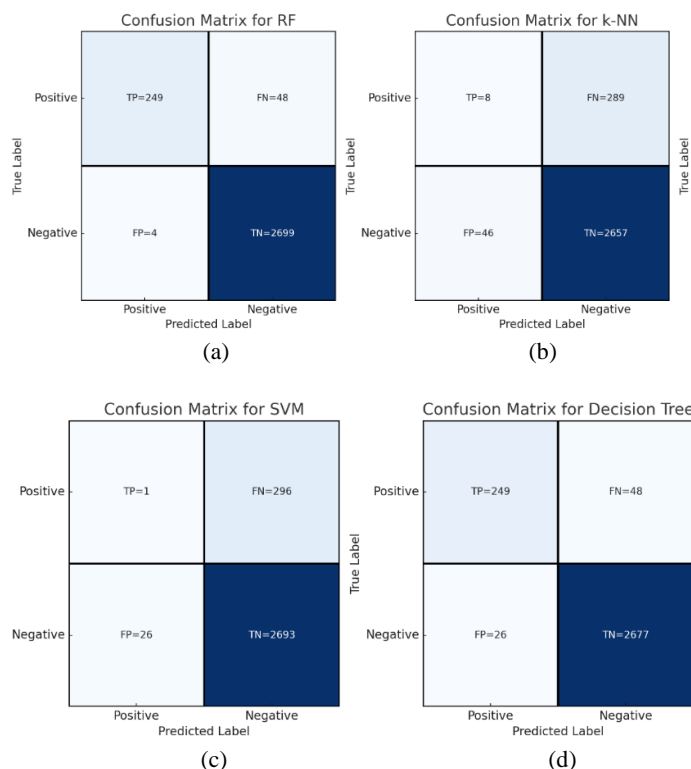 Confusion Matrix for RF
True Label
Positive
TP=249
FN=48
Negative
FP=4
TN=2699
Positive
Negative
Predicted Label
(a)
Confusion Matrix for k-NN
True Label
Positive
TP=8
FN=289
Negative
FP=46
TN=2657
Positive
Negative
Predicted Label
(b)
True Label
Confusion Matrix for SVM
Positive
TP=1
FN=296
Negative
FP=26
TN=2693
Positive
Negative
Predicted Label
(c)
Confusion Matrix for Decision Tree
True Label
Positive
TP=249
FN=48
Negative
FP=26
TN=2677
Positive
Negative
Predicted Label
(d)